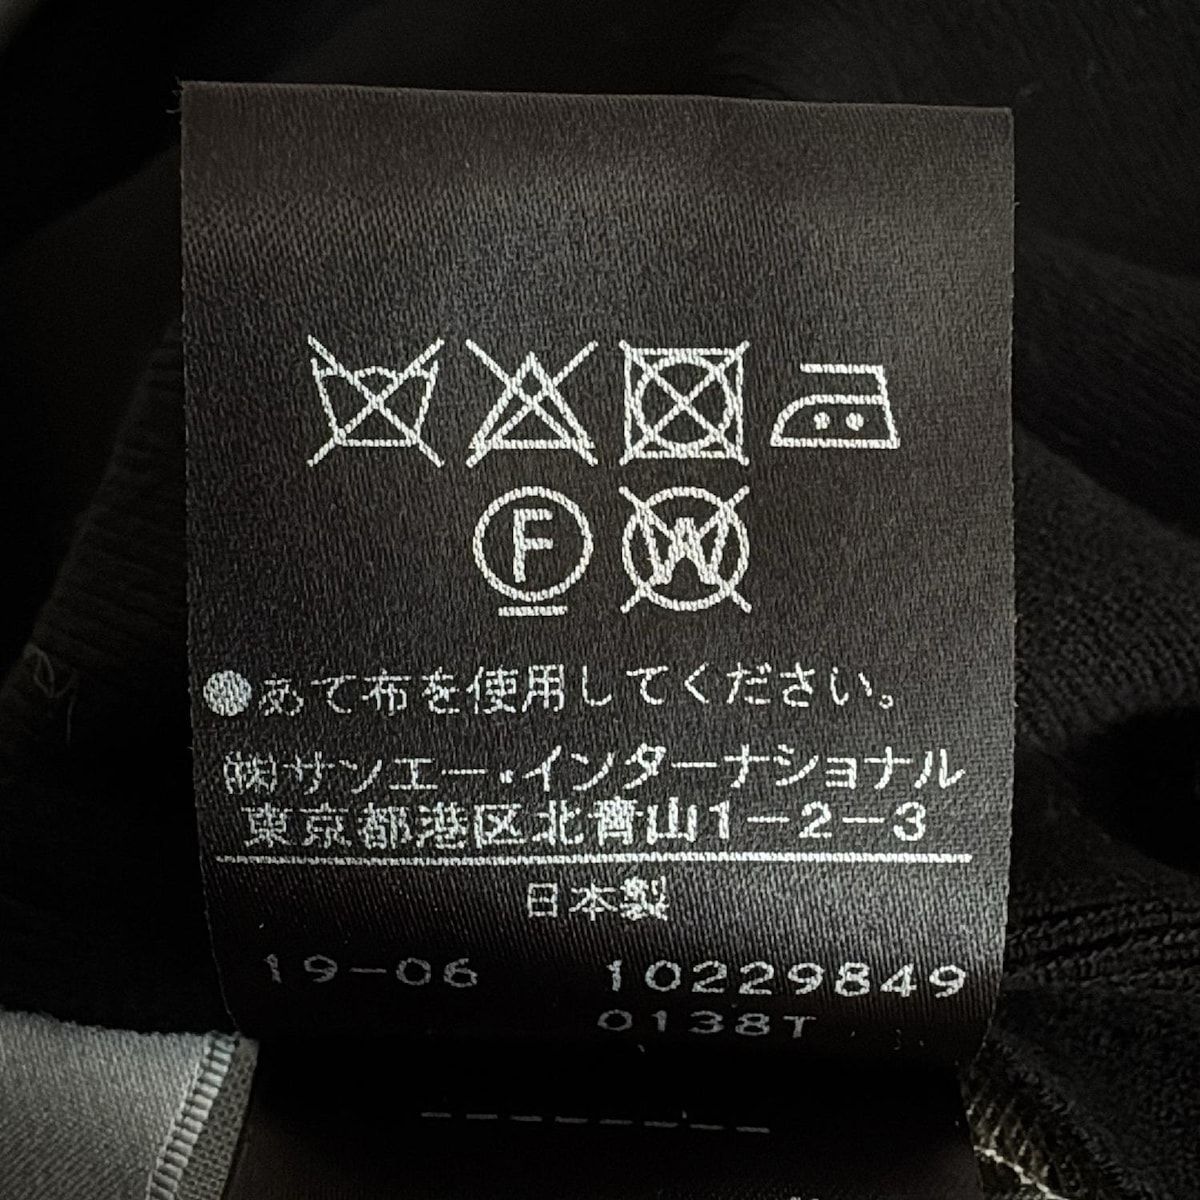 F W
●あて布を使用してください。
㈱サンエー・インターナショナル
東京都港区北青山1-2-3
日本製
19-06 10229849
0138T